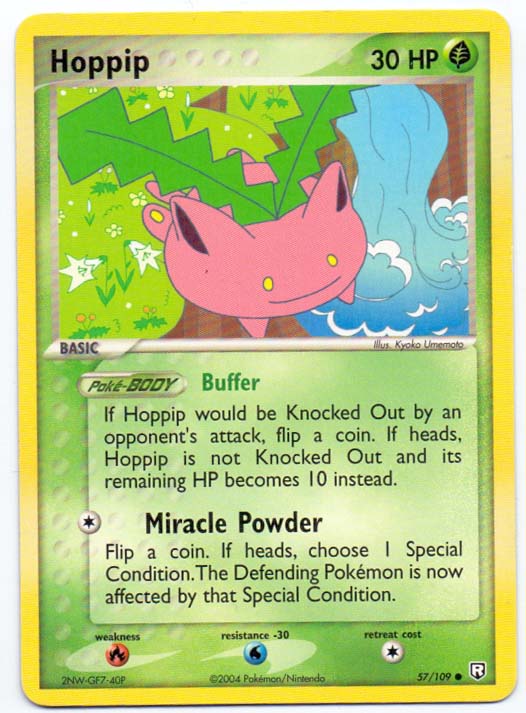 Hoppip 30 HP
BASIC
Illus. Kyoko Umemoto
Poké-BODY Buffer
If Hoppip would be Knocked Out by an
opponent's attack, flip a coin. If heads,
Hoppip is not Knocked Out and its
remaining HP becomes 10 instead.
Miracle Powder
Flip a coin. If heads, choose 1 Special
Condition.The Defending Pokémon is now
affected by that Special Condition.
weakness resistance -30 retreat cost
2NW-GF7-40P ©2004 Pokémon/Nintendo 57/109 ● R